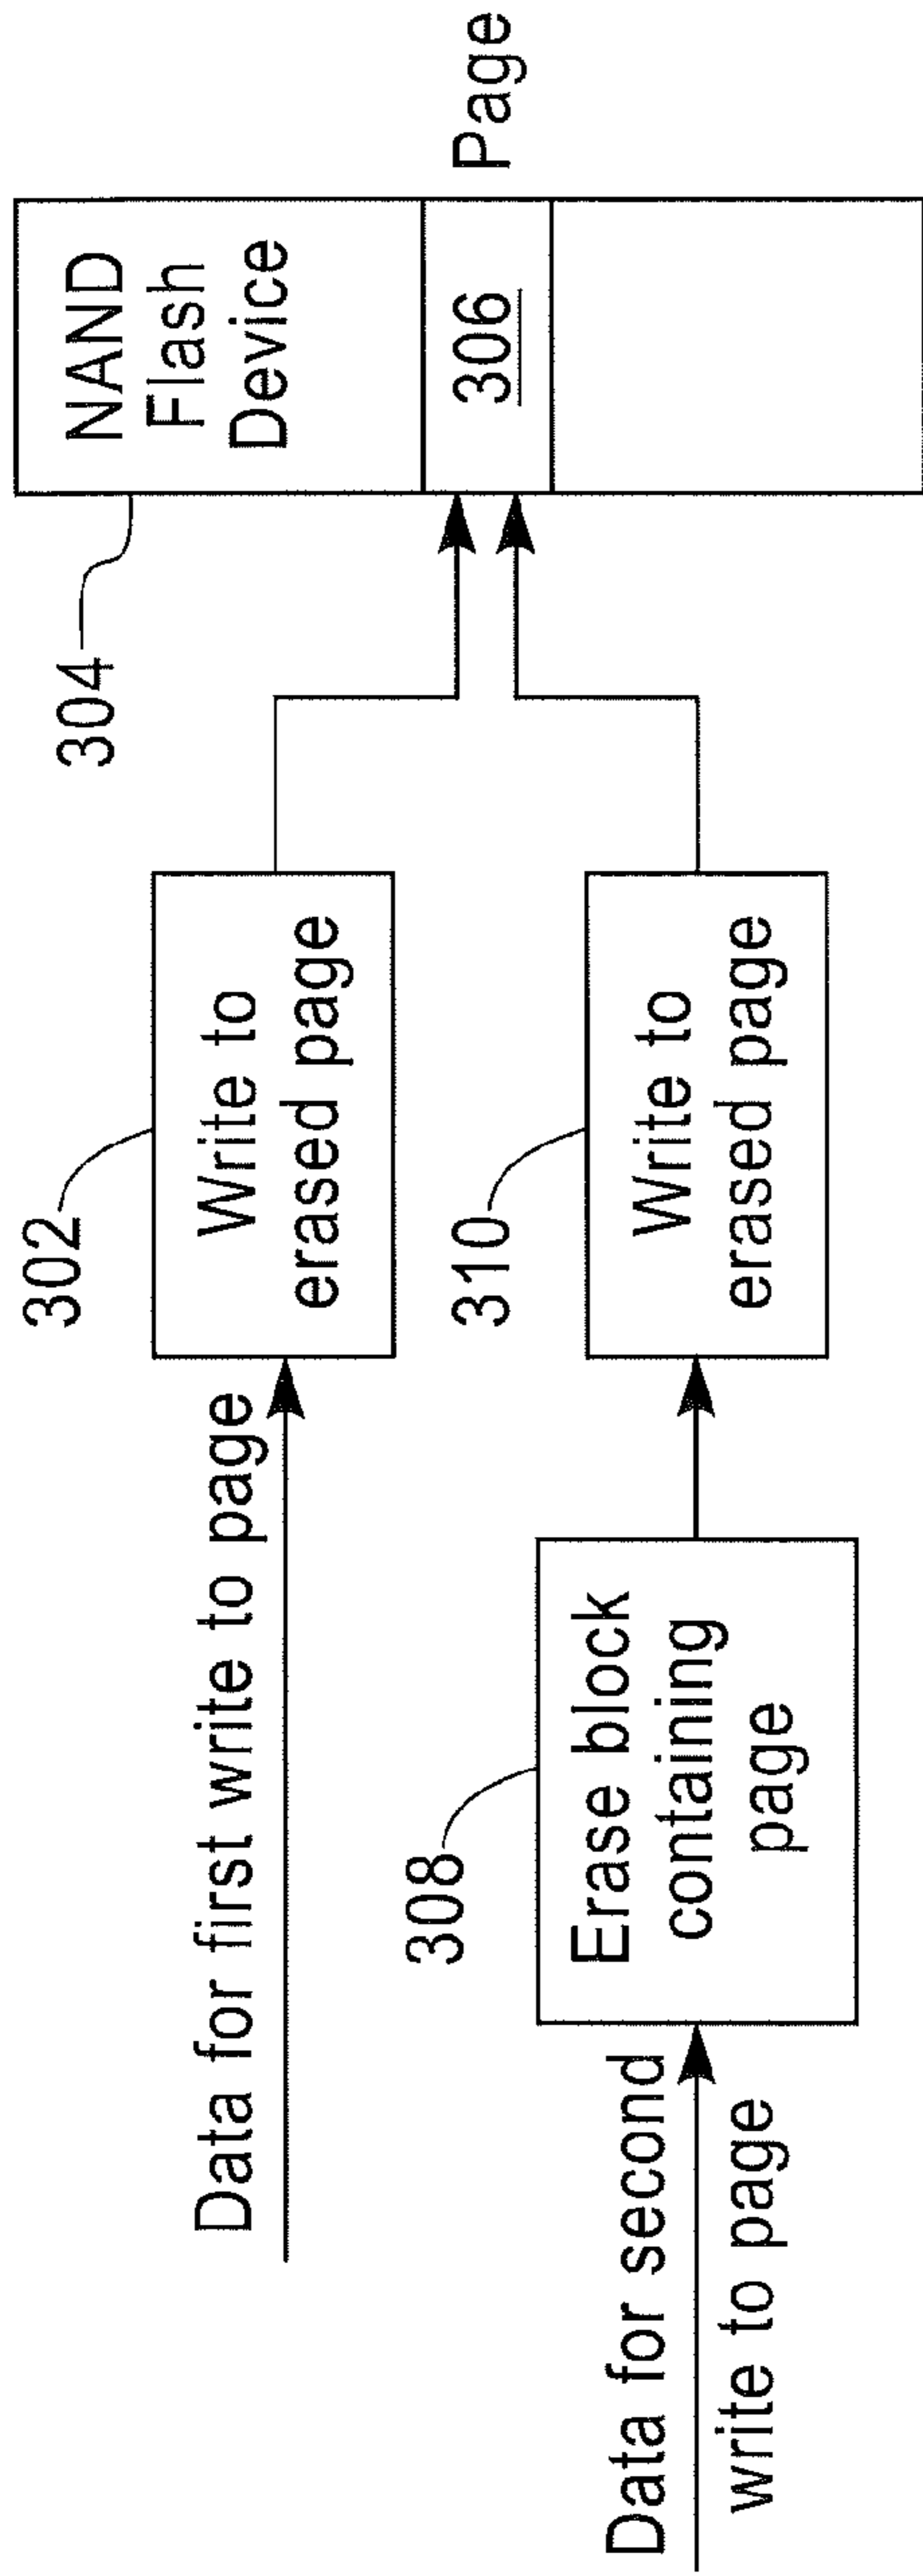 Data for first write to page
302
Write to
erased page
304
NAND
Flash
Device
306
Page
Data for second
write to page
308
Erase block
containing
page
310
Write to
erased page